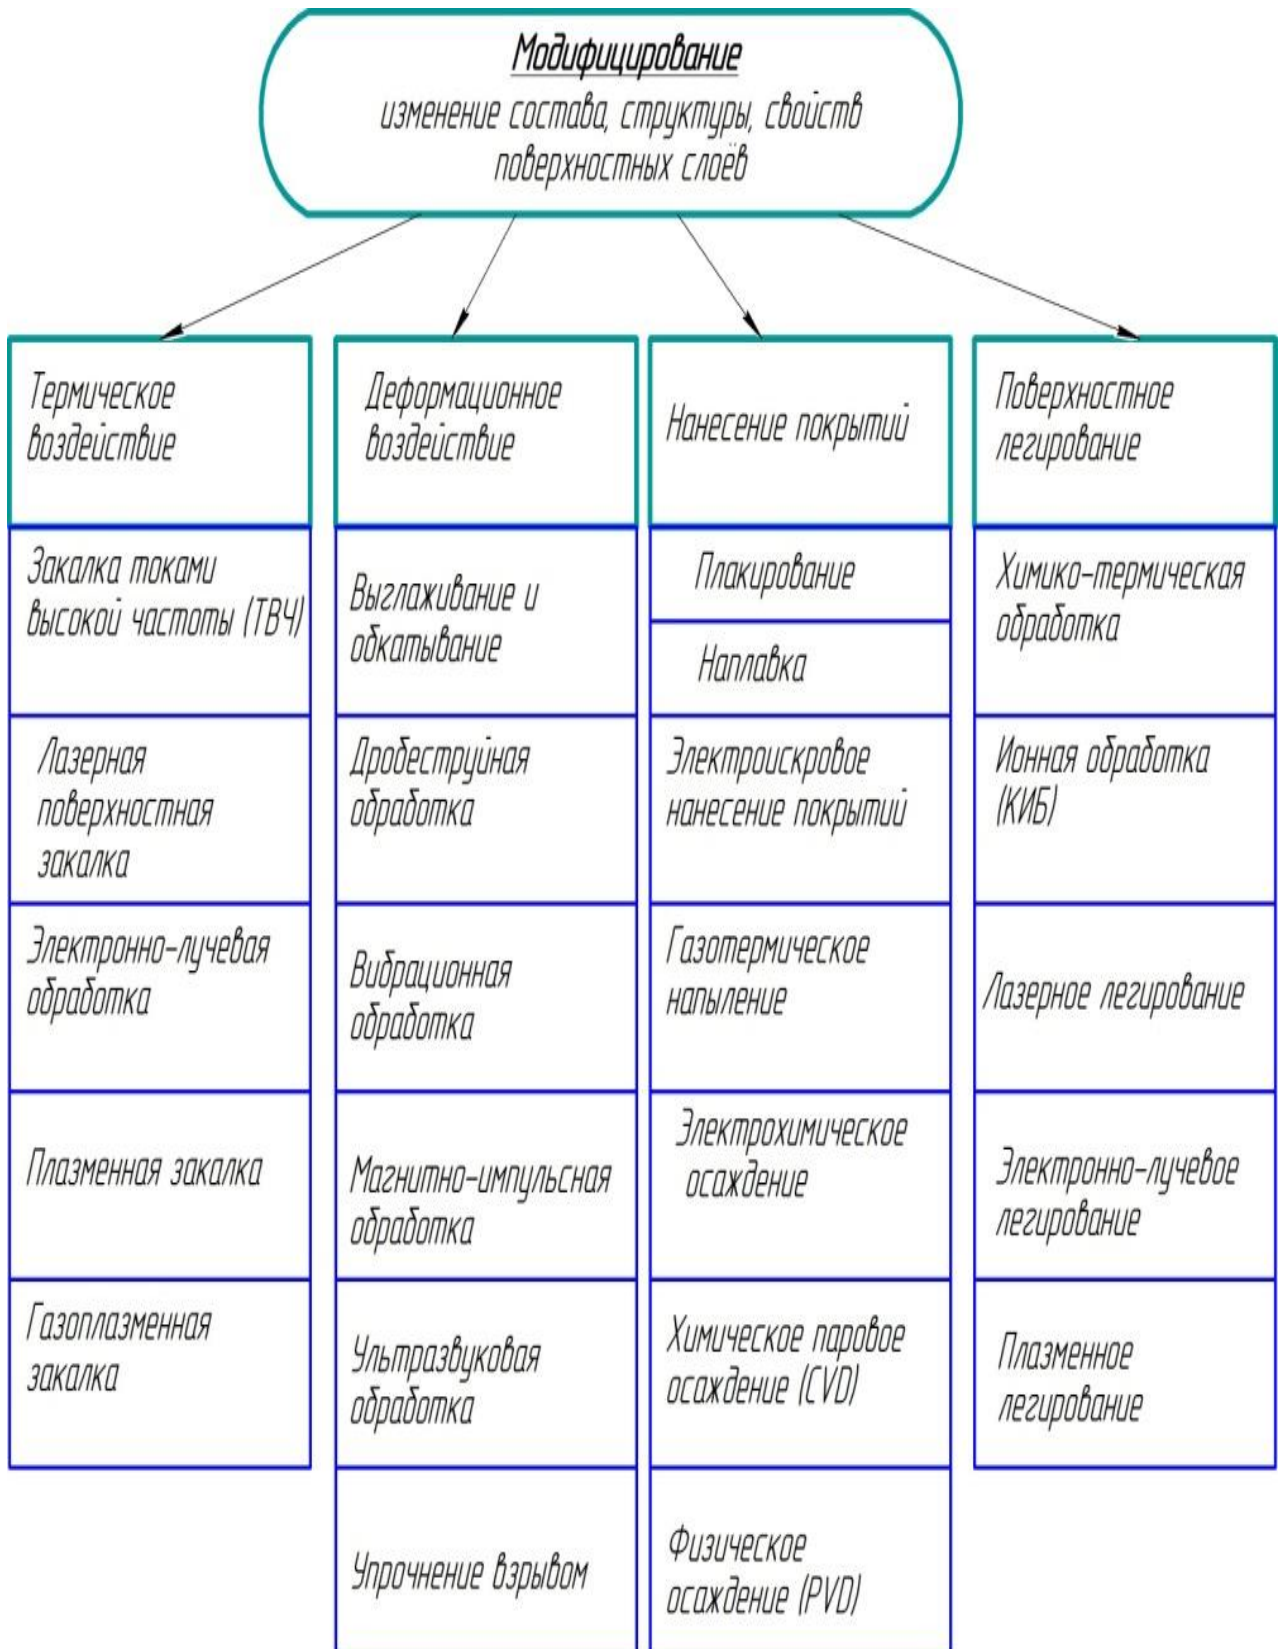 Модифицирование
изменение состава, структуры, свойств
поверхностных слоёв
Термическое
воздействие
Закалка токами
высокой частоты (ТВЧ)
Лазерная
поверхностная
закалка
Электронно-лучевая
обработка
Плазменная закалка
Газоплазменная
закалка
Деформационное
воздействие
Выглаживание и
обкатывание
Дробеструйная
обработка
Вибрационная
обработка
Магнитно-импульсная
обработка
Ультразвуковая
обработка
Упрочнение взрывом
Нанесение покрытий
Плакирование
Наплавка
Электроискровое
нанесение покрытий
Газотермическое
напыление
Электрохимическое
осаждение
Химическое паровое
осаждение (CVD)
Физическое
осаждение (PVD)
Поверхностное
легирование
Химико-термическая
обработка
Ионная обработка
(КИБ)
Лазерное легирование
Электронно-лучевое
легирование
Плазменное
легирование